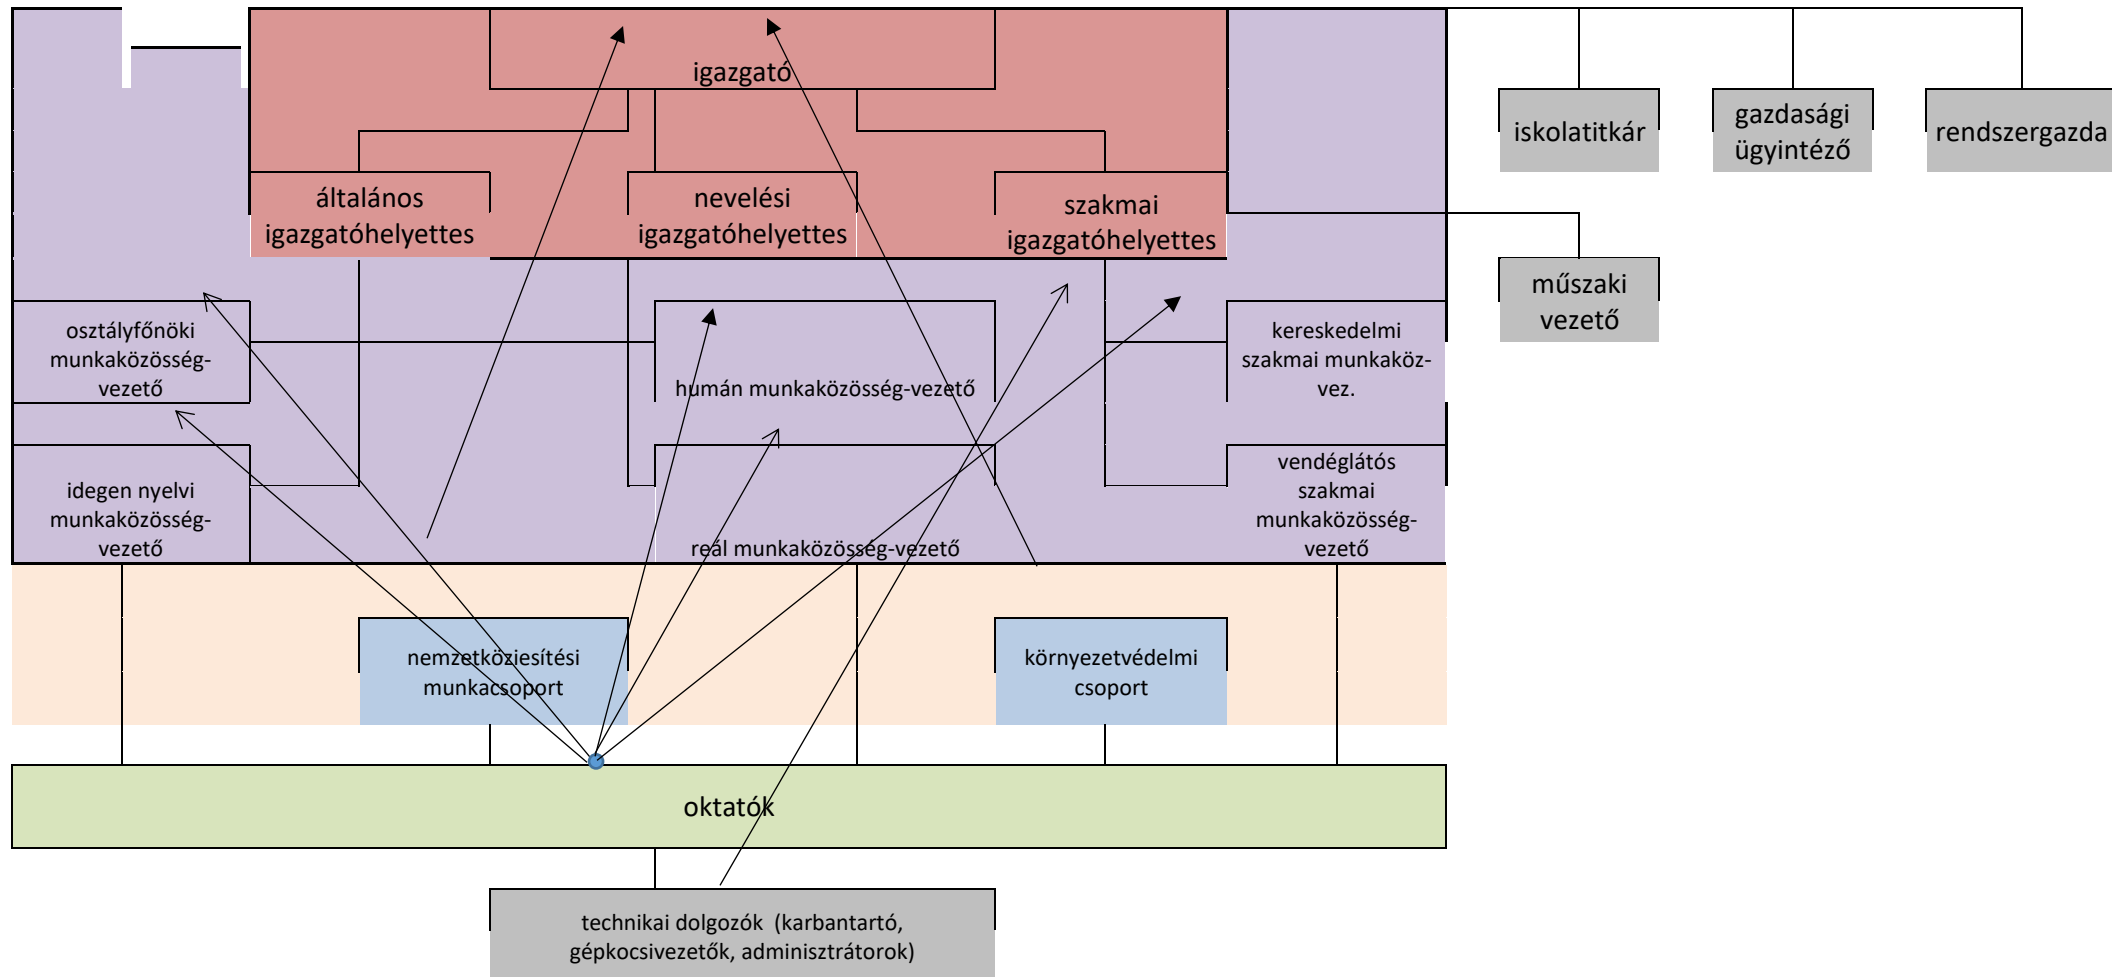 igazgató
iskolatitkár
gazdasági
ügyintéző
rendszergazda
általános
igazgatóhelyettes
nevelési
igazgatóhelyettes
szakmai
igazgatóhelyettes
műszaki
vezető
osztályfőnöki
munkaközösség-
vezető
humán munkaközösség-vezető
kereskedelmi
szakmai munkaköz-
vez.
idegen nyelvi
munkaközösség-
vezető
reál munkaközösség-vezető
vendéglátós
szakmai
munkaközösség-
vezető
nemzetköziesítési
munkacsoport
környezetvédelmi
csoport
oktatók
technikai dolgozók  (karbantartó,
gépkocsivezetők, adminisztrátorok)